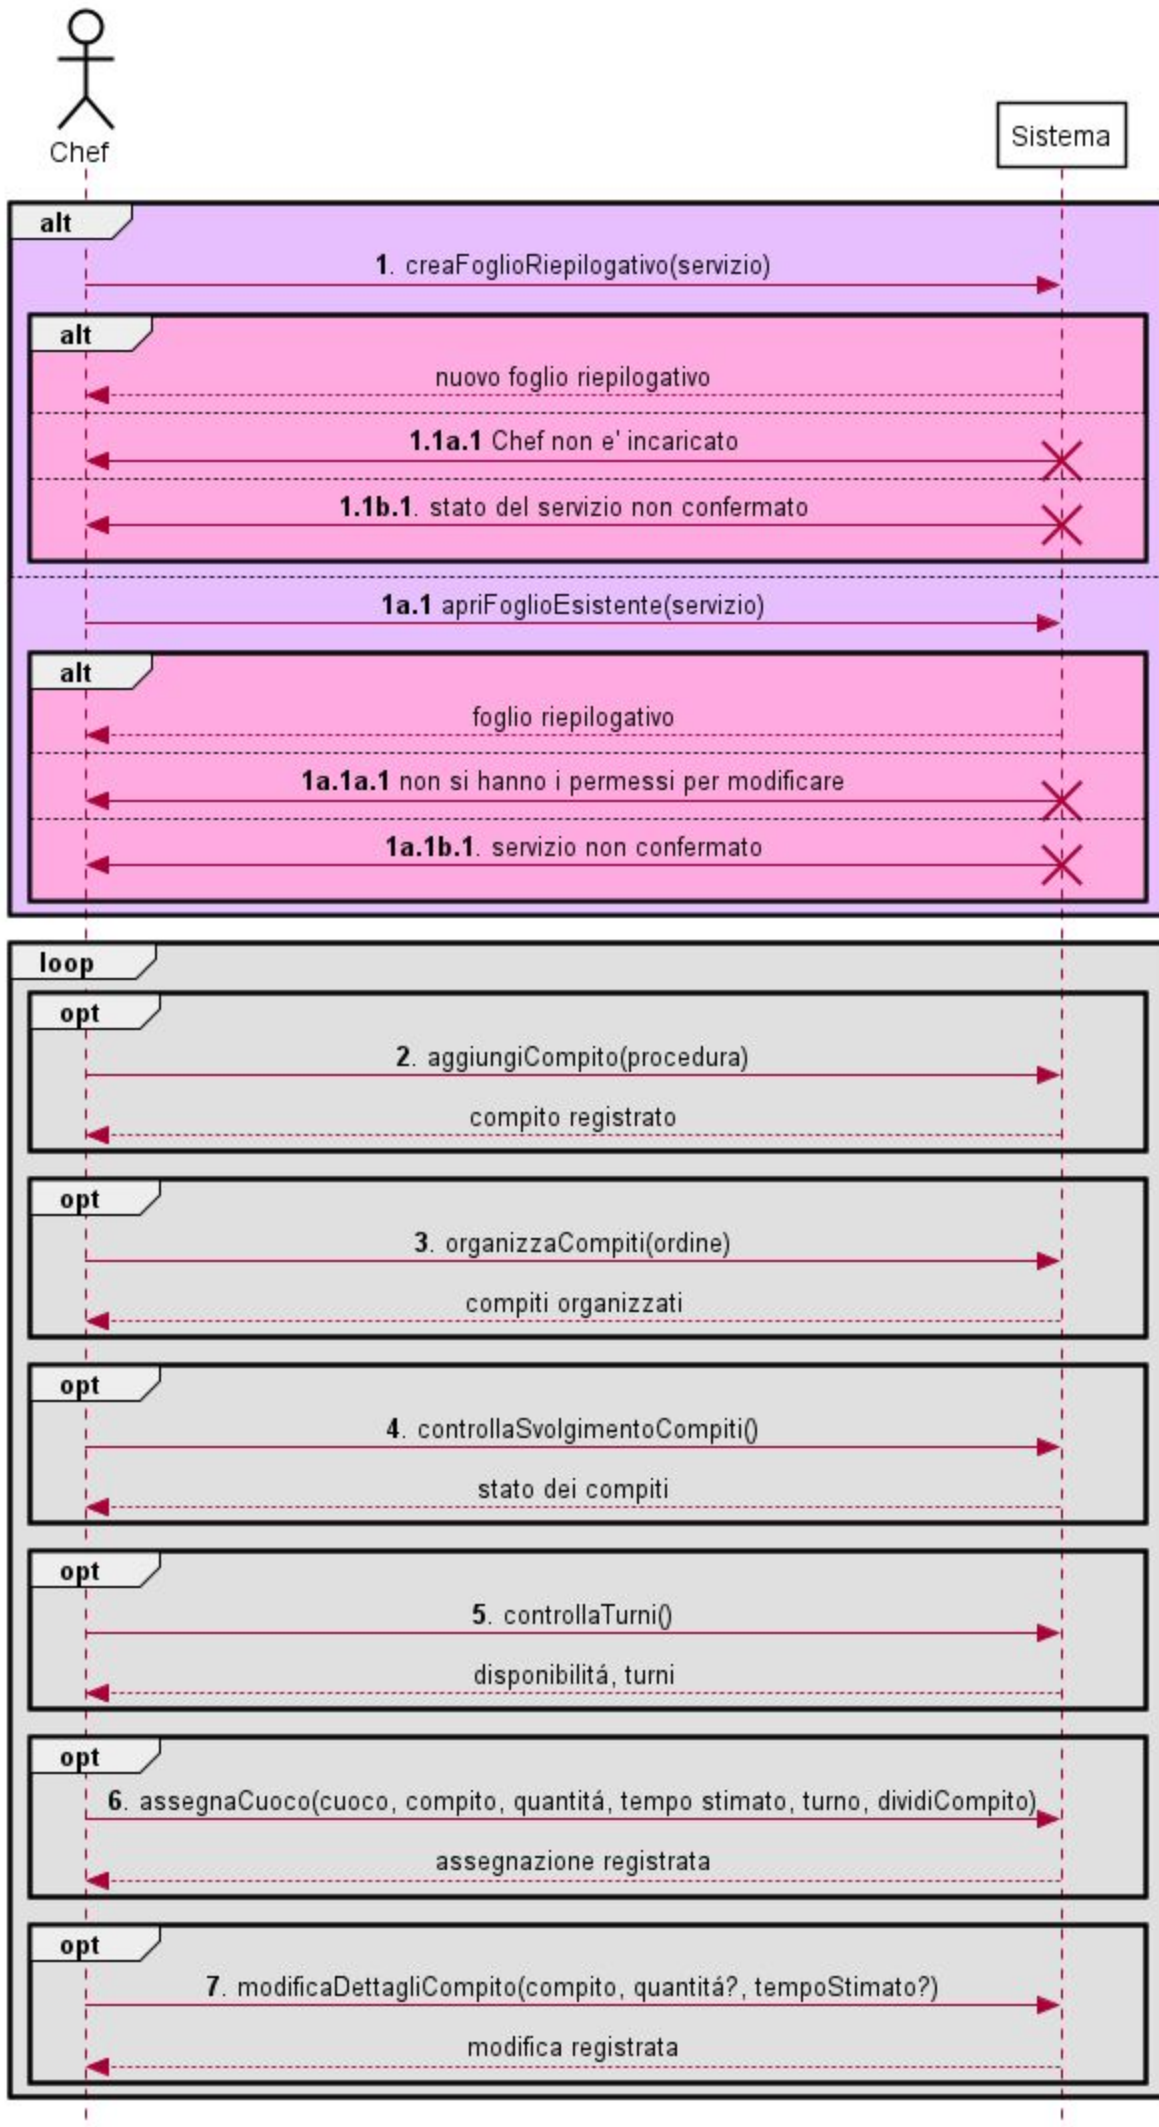 Chef
Sistema
alt
1. creaFoglioRiepilogativo(servizio)
alt
nuovo foglio riepilogativo
1.1a.1 Chef non e' incaricato
1.1b.1. stato del servizio non confermato
1a.1 apriFoglioEsistente(servizio)
alt
foglio riepilogativo
1a.1a.1 non si hanno i permessi per modificare
1a.1b.1. servizio non confermato
loop
opt
2. aggiungiCompito(procedura)
compito registrato
opt
3. organizzaCompiti(ordine)
compiti organizzati
opt
4. controllaSvolgimentoCompiti()
stato dei compiti
opt
5. controllaTurni()
disponibilitá, turni
opt
6. assegnaCuoco(cuoco, compito, quantitá, tempo stimato, turno, dividiCompito)
assegnazione registrata
opt
7. modificaDettagliCompito(compito, quantitá?, tempoStimato?)
modifica registrata